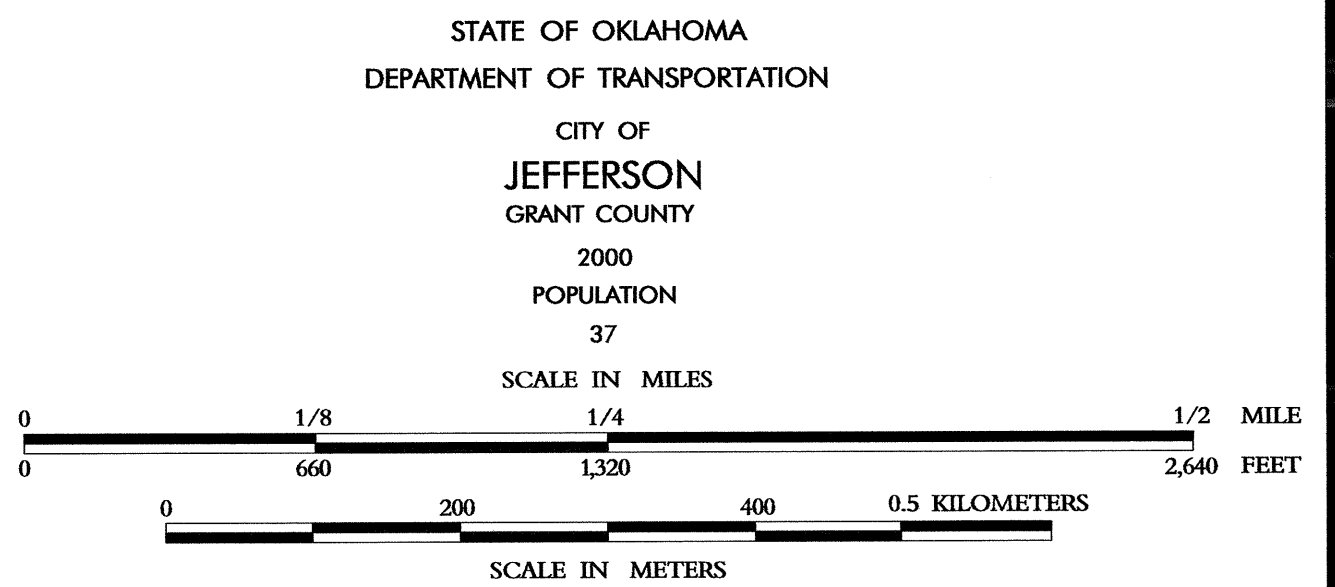 STATE OF OKLAHOMA
DEPARTMENT OF TRANSPORTATION
CITY OF
JEFFERSON
GRANT COUNTY
2000
POPULATION
37
SCALE IN MILES
0 1/8 1/4 1/2 MILE
0 660 1,320 2,640 FEET
0 200 400 0.5 KILOMETERS
SCALE IN METERS